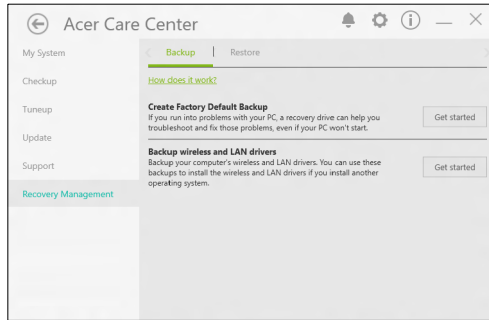 Acer Care Center
My System
Checkup
Tuneup
Update
Support
Recovery Management
Backup
Restore
How does it work?
Create Factory Default Backup
If you run into problems with your PC, a recovery drive can help you
troubleshoot and fix those problems, even if your PC won't start.
Get started
Backup wireless and LAN drivers
Backup your computer's wireless and LAN drivers. You can use these
backups to install the wireless and LAN drivers if you install another
operating system.
Get started